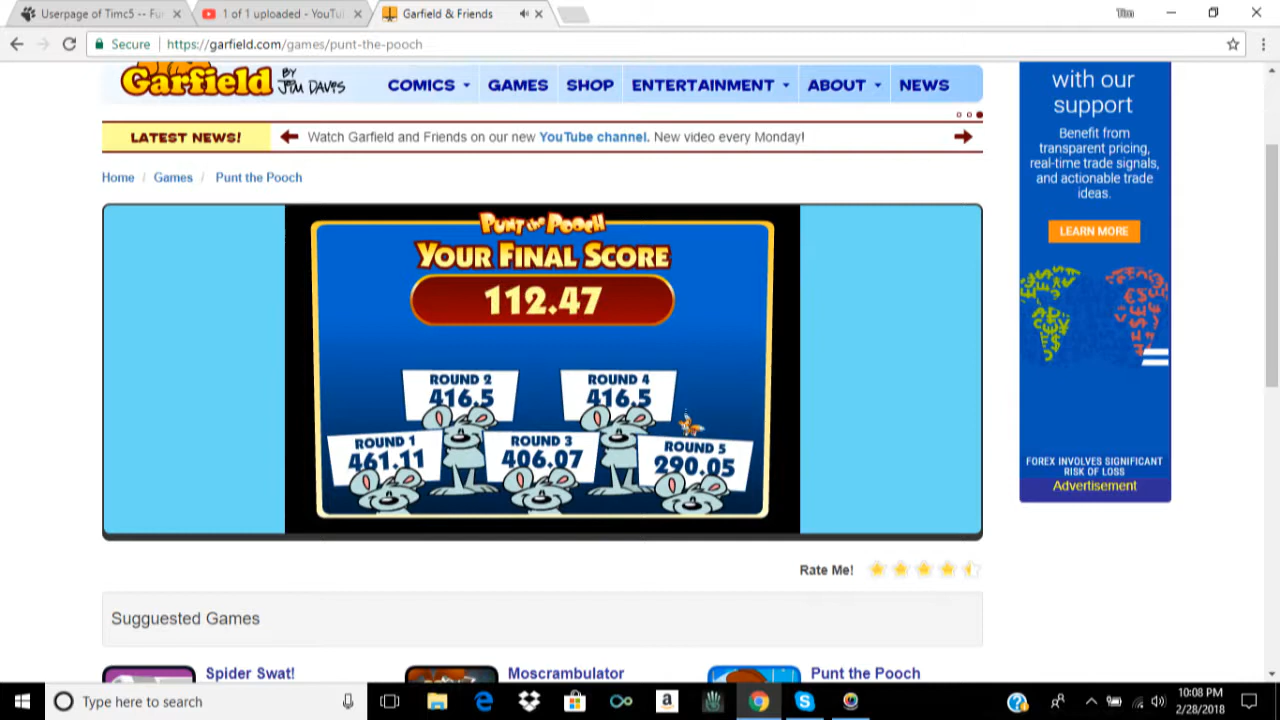 Userpage of Timc5 -- Fu
1 of 1 uploaded - YouTu
Garfield & Friends
Tim
Secure
https://garfield.com/games/punt-the-pooch
Garfield BY JIM DAVIS
COMICS
GAMES
SHOP
ENTERTAINMENT
ABOUT
NEWS
LATEST NEWS!
Watch Garfield and Friends on our new YouTube channel. New video every Monday!
Home / Games / Punt the Pooch
PUNT the POOCH
YOUR FINAL SCORE
112.47
ROUND 2
416.5
ROUND 4
416.5
ROUND 1
461.11
ROUND 3
406.07
ROUND 5
290.05
with our
support
Benefit from
transparent pricing,
real-time trade signals,
and actionable trade
ideas.
LEARN MORE
FOREX INVOLVES SIGNIFICANT
RISK OF LOSS
Advertisement
Rate Me!
Sugguested Games
Spider Swat!
Moscrambulator
Punt the Pooch
Type here to search
10:08 PM
2/28/2018